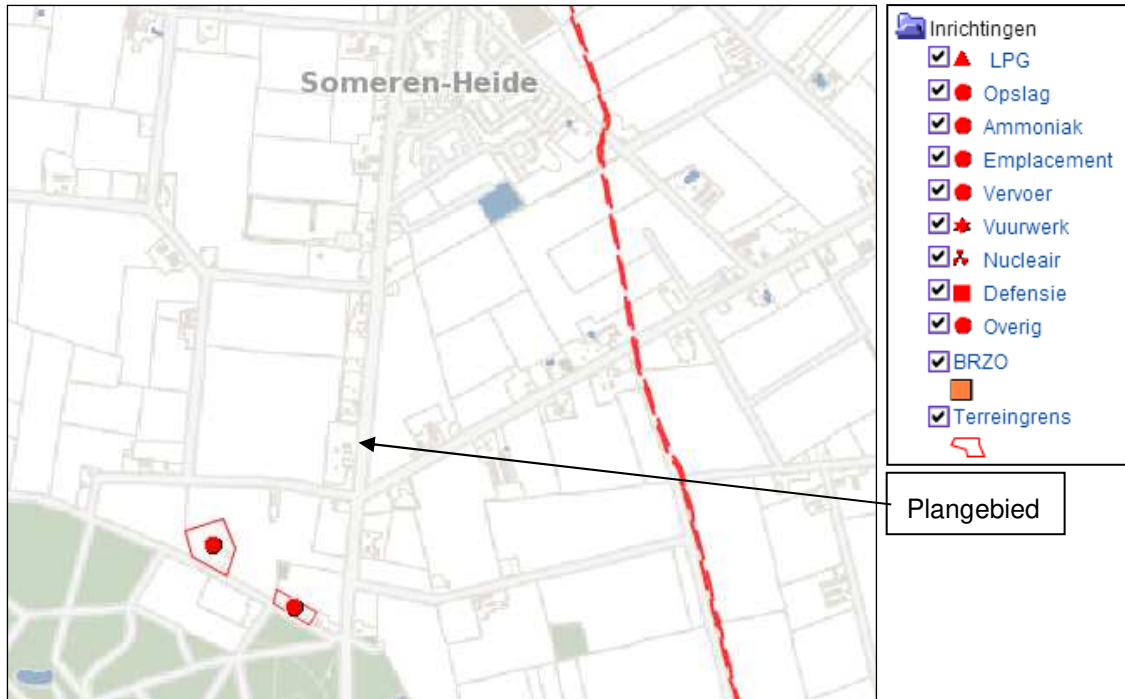 Someren-Heide
Inrichtingen
LPG
Opslag
Ammoniak
Emplacement
Vervoer
Vuurwerk
Nucleair
Defensie
Overig
BRZO
Terreingrens
Plangebied